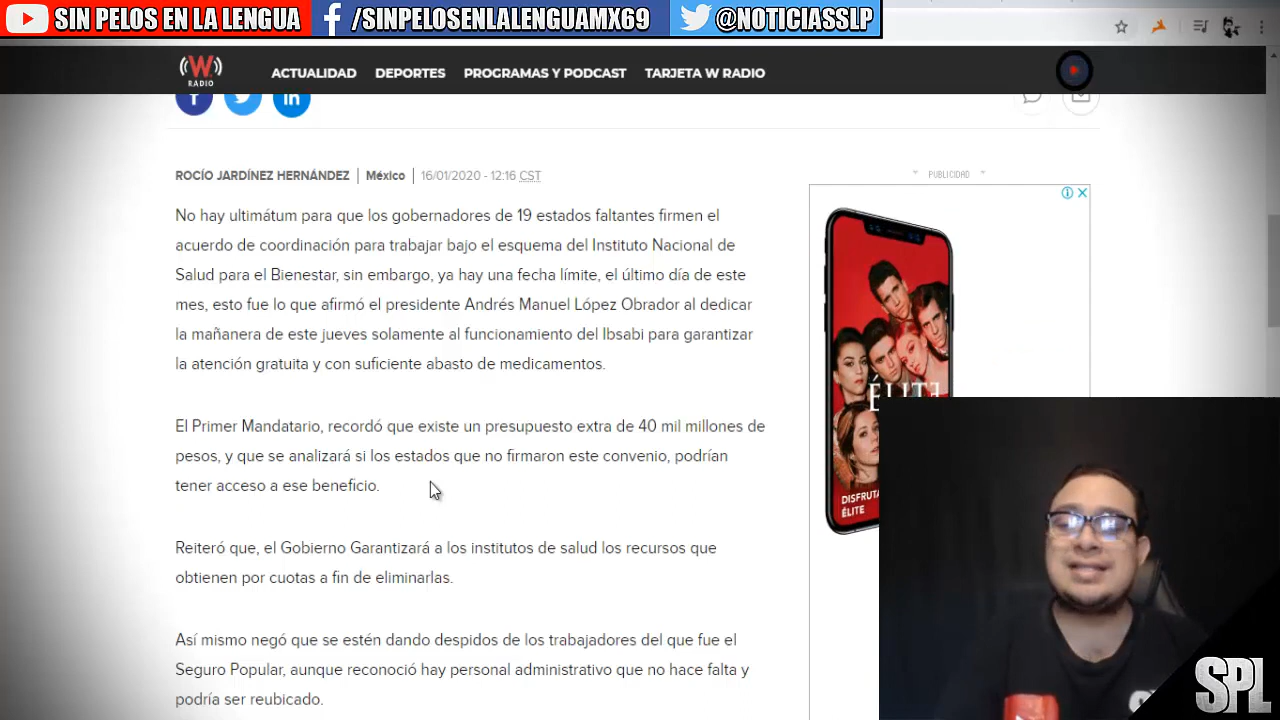 SIN PELOS EN LA LENGUA
/SINPELOSENLALENGUAMX69
@NOTICIASSLP
W
RADIO
ACTUALIDAD
DEPORTES
PROGRAMAS Y PODCAST
TARJETA W RADIO
ROCÍO JARDÍNEZ HERNÁNDEZ | México | 16/01/2020 - 12:16 CST
PUBLICIDAD
No hay ultimátum para que los gobernadores de 19 estados faltantes firmen el
acuerdo de coordinación para trabajar bajo el esquema del Instituto Nacional de
Salud para el Bienestar, sin embargo, ya hay una fecha límite, el último día de este
mes, esto fue lo que afirmó el presidente Andrés Manuel López Obrador al dedicar
la mañanera de este jueves solamente al funcionamiento del Ibsabi para garantizar
la atención gratuita y con suficiente abasto de medicamentos.
El Primer Mandatario, recordó que existe un presupuesto extra de 40 mil millones de
pesos, y que se analizará si los estados que no firmaron este convenio, podrían
tener acceso a ese beneficio.
Reiteró que, el Gobierno Garantizará a los institutos de salud los recursos que
obtienen por cuotas a fin de eliminarlas.
Así mismo negó que se estén dando despidos de los trabajadores del que fue el
Seguro Popular, aunque reconoció hay personal administrativo que no hace falta y
podría ser reubicado.
ÉLITE
DISFRUTA
ÉLITE
SPL